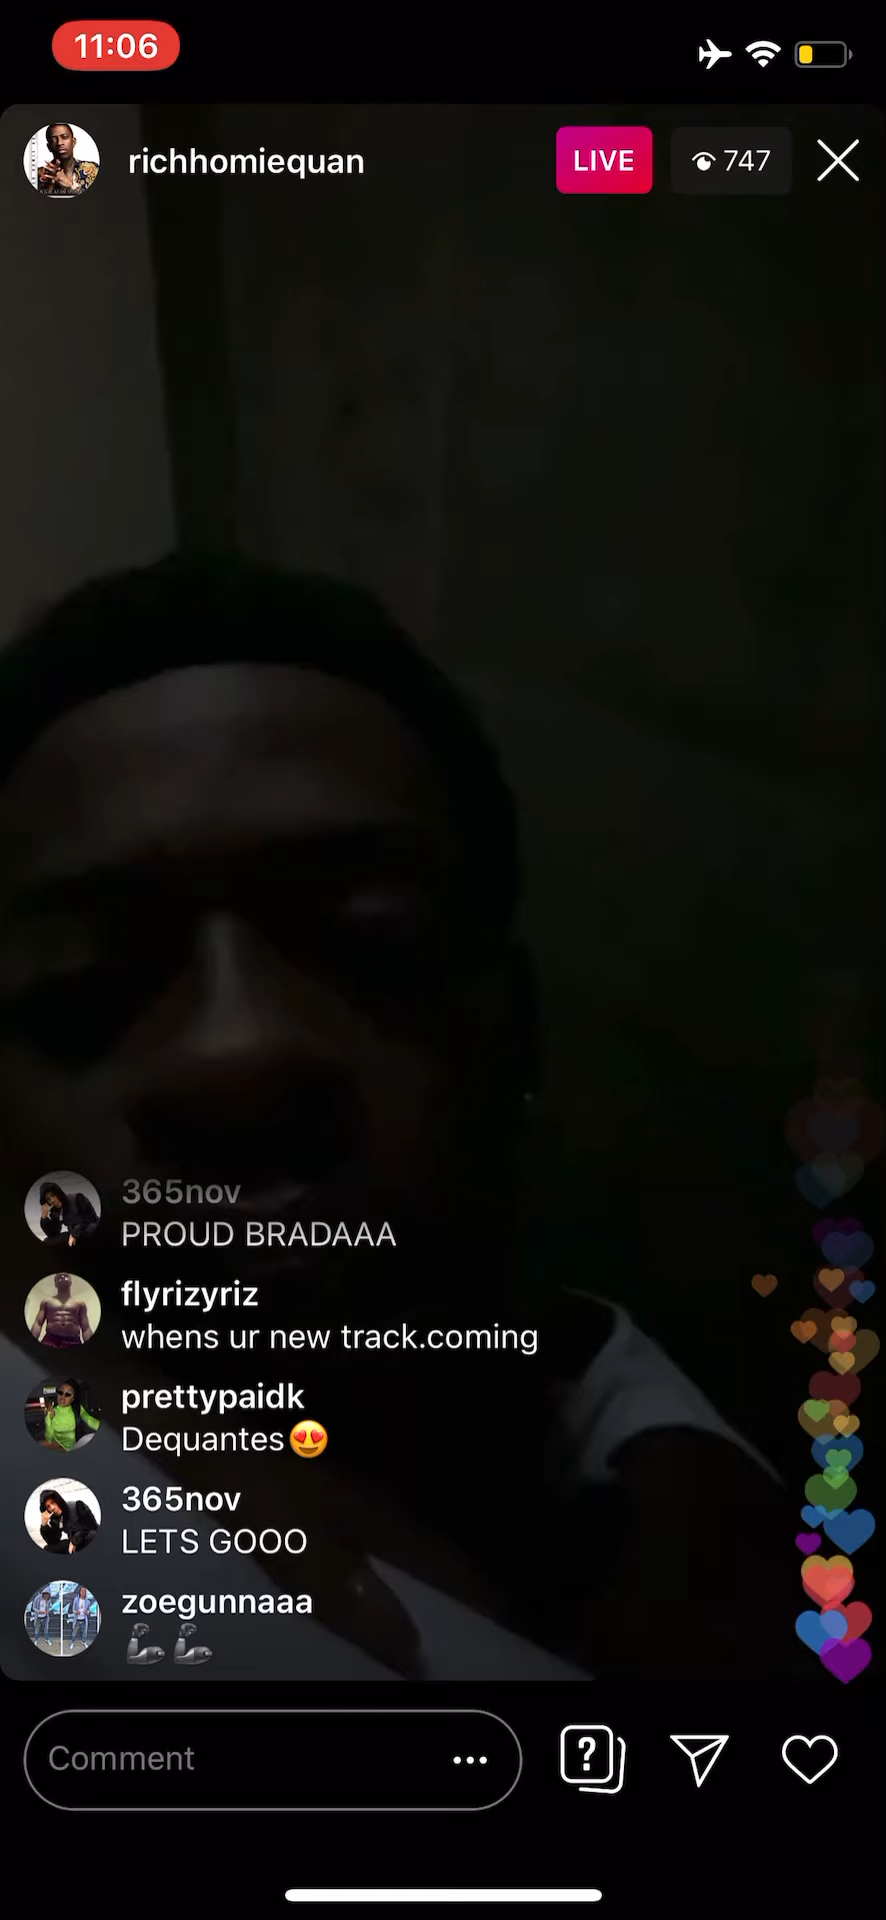 11:06
richhomiequan
LIVE
747
365nov
PROUD BRADAAA
flyrizyriz
whens ur new track.coming
prettypaidk
Dequantes😍
365nov
LETS GOOO
zoegunnaaa
🦾🦾
Comment